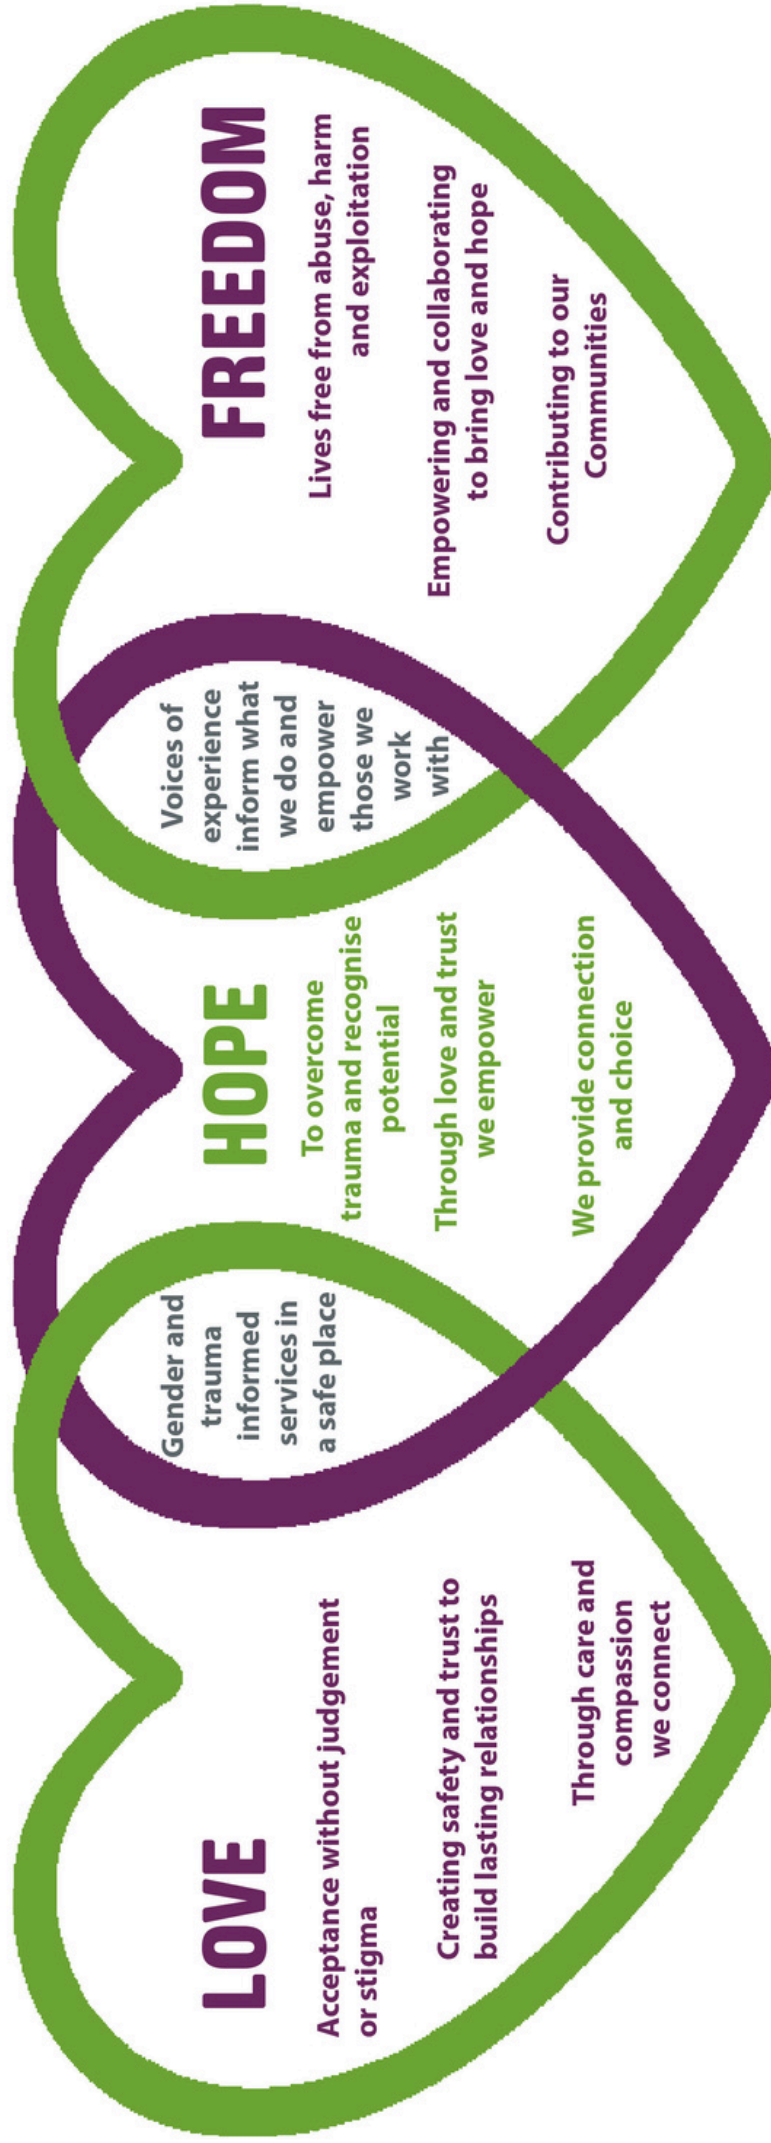 LOVE
Acceptance without judgement
or stigma
Creating safety and trust to
build lasting relationships
Through care and
compassion
we connect
Gender and
trauma
informed
services in
a safe place
HOPE
To overcome
trauma and recognise
potential
Through love and trust
we empower
We provide connection
and choice
Voices of
experience
inform what
we do and
empower
those we
work
with
FREEDOM
Lives free from abuse, harm
and exploitation
Empowering and collaborating
to bring love and hope
Contributing to our
Communities